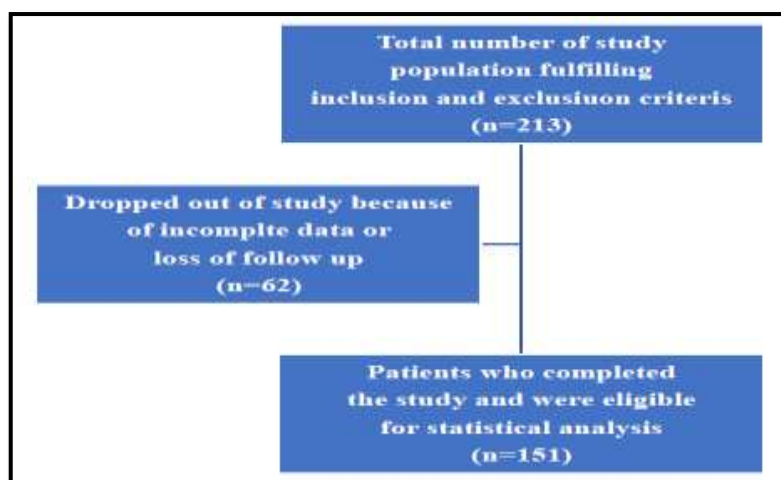 Total number of study
population fulfilling
inclusion and exclusiuon criteris
(n=213)
Dropped out of study because
of incomplte data or
loss of follow up
(n=62)
Patients who completed
the study and were eligible
for statistical analysis
(n=151)